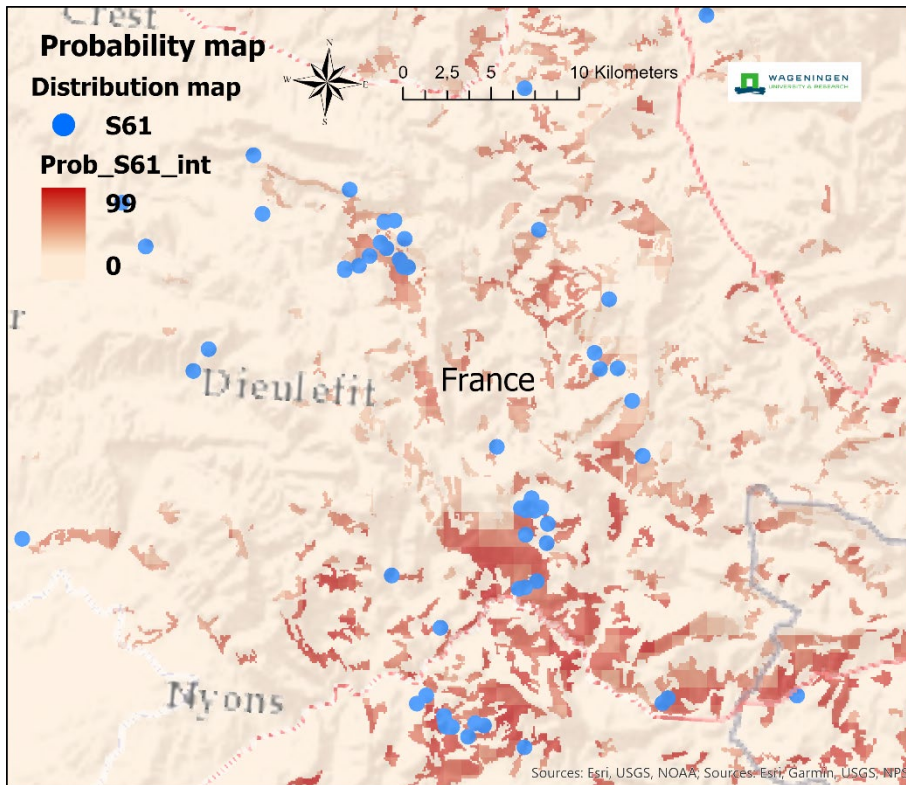 Crest
Probability map
Distribution map
S61
Prob_S61_int
99
0
N
W
E
S
0 2,5 5 10 Kilometers
WAGENINGEN
UNIVERSITY & RESEARCH
r
Dieulefit
France
Nyons
Sources: Esri, USGS, NOAA, Sources: Esri, Garmin, USGS, NPS